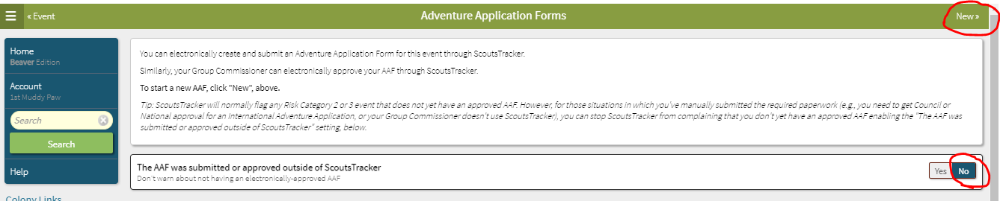 « Event
Adventure Application Forms
New »
Home
Beaver Edition
Account
1st Muddy Paw
Search
Search
Help
Colony Links
You can electronically create and submit an Adventure Application Form for this event through ScoutsTracker.
Similarly, your Group Commissioner can electronically approve your AAF through ScoutsTracker.
To start a new AAF, click "New", above.
Tip: ScoutsTracker will normally flag any Risk Category 2 or 3 event that does not yet have an approved AAF. However, for those situations in which you've manually submitted the required paperwork (e.g., you need to get Council or
National approval for an International Adventure Application, or your Group Commissioner doesn't use ScoutsTracker), you can stop ScoutsTracker from complaining that you don't yet have an approved AAF enabling the "The AAF was
submitted or approved outside of ScoutsTracker" setting, below.
The AAF was submitted or approved outside of ScoutsTracker
Don't warn about not having an electronically-approved AAF
Yes No